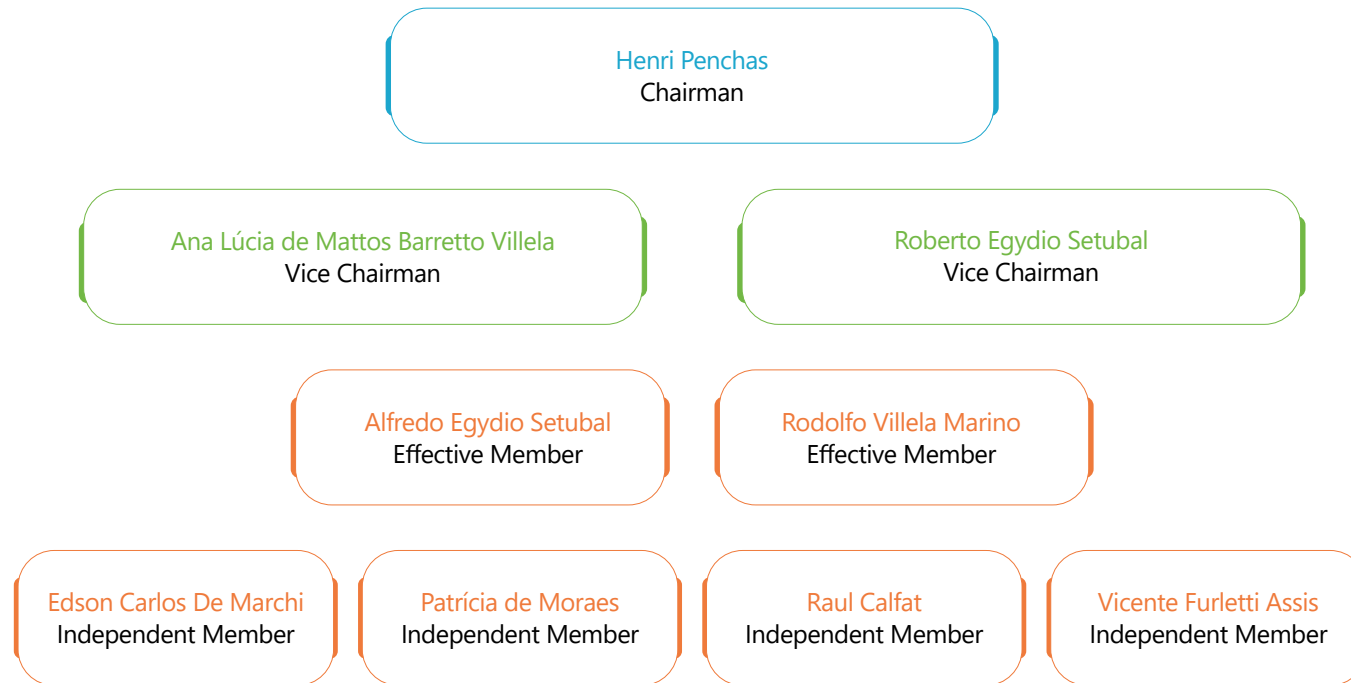 Henri Penchas
Chairman
Ana Lúcia de Mattos Barretto Villela
Vice Chairman
Roberto Egydio Setubal
Vice Chairman
Alfredo Egydio Setubal
Effective Member
Rodolfo Villela Marino
Effective Member
Edson Carlos De Marchi
Independent Member
Patrícia de Moraes
Independent Member
Raul Calfat
Independent Member
Vicente Furletti Assis
Independent Member